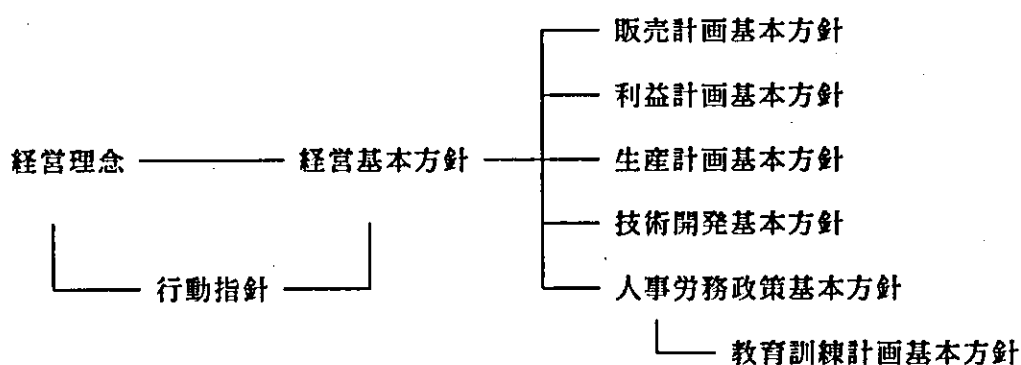 販売計画基本方針
利益計画基本方針
経営理念 経営基本方針 生産計画基本方針
技術開発基本方針
行動指針 人事労務政策基本方針
教育訓練計画基本方針